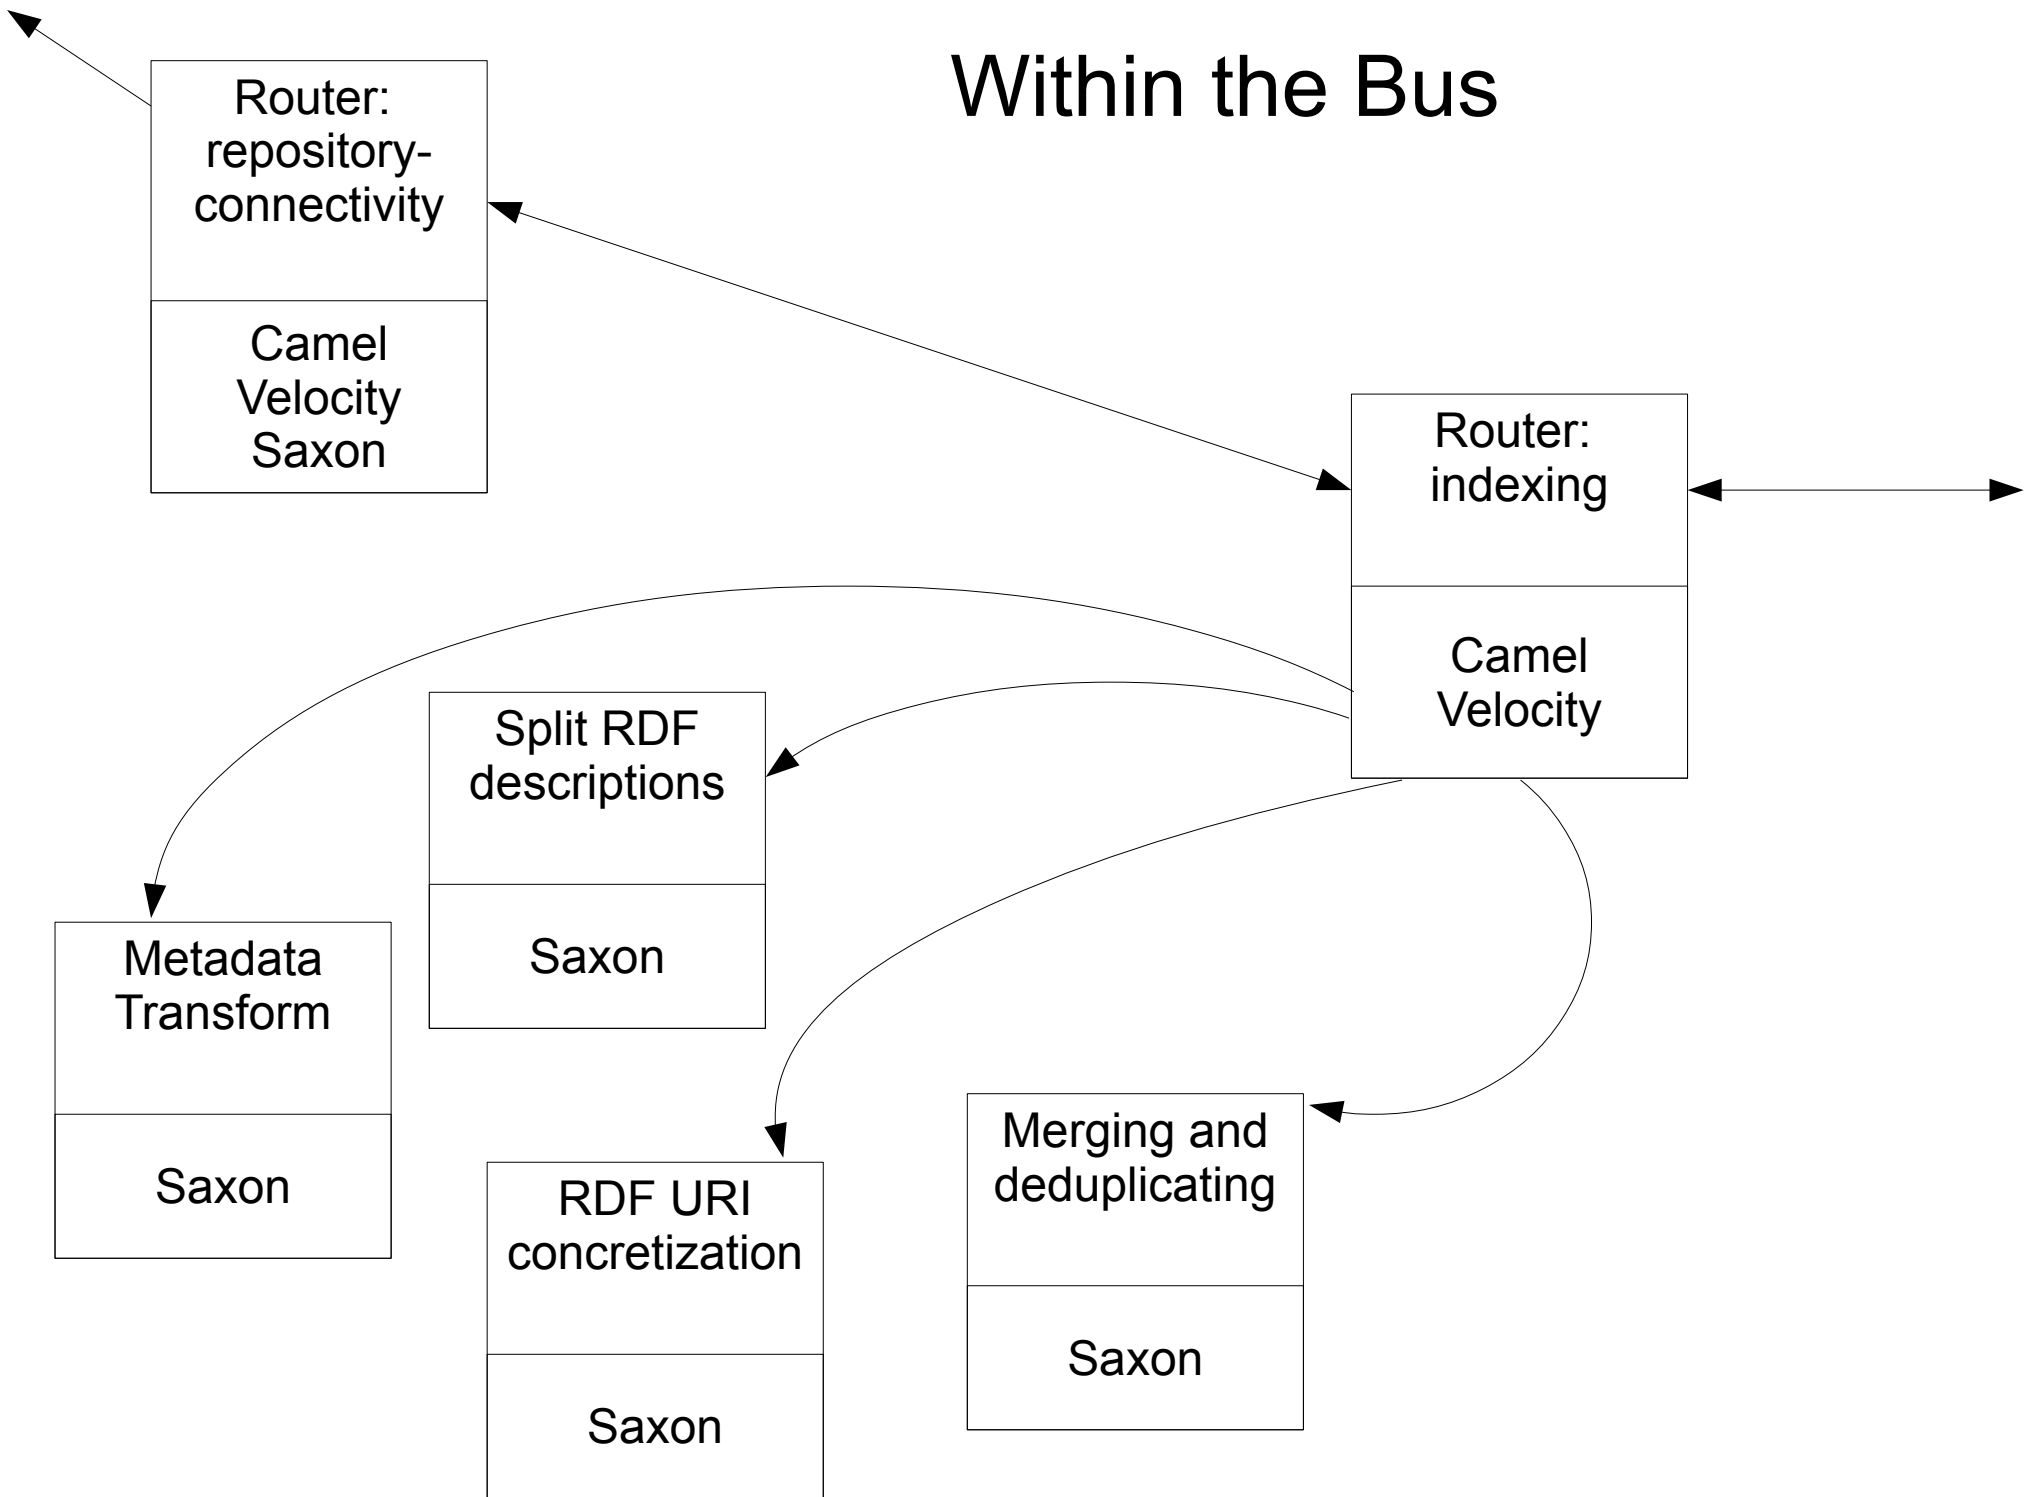 Within the Bus
Router:
repository-
connectivity
Camel
Velocity
Saxon
Router:
indexing
Camel
Velocity
Split RDF
descriptions
Saxon
Metadata
Transform
Saxon
RDF URI
concretization
Saxon
Merging and
deduplicating
Saxon